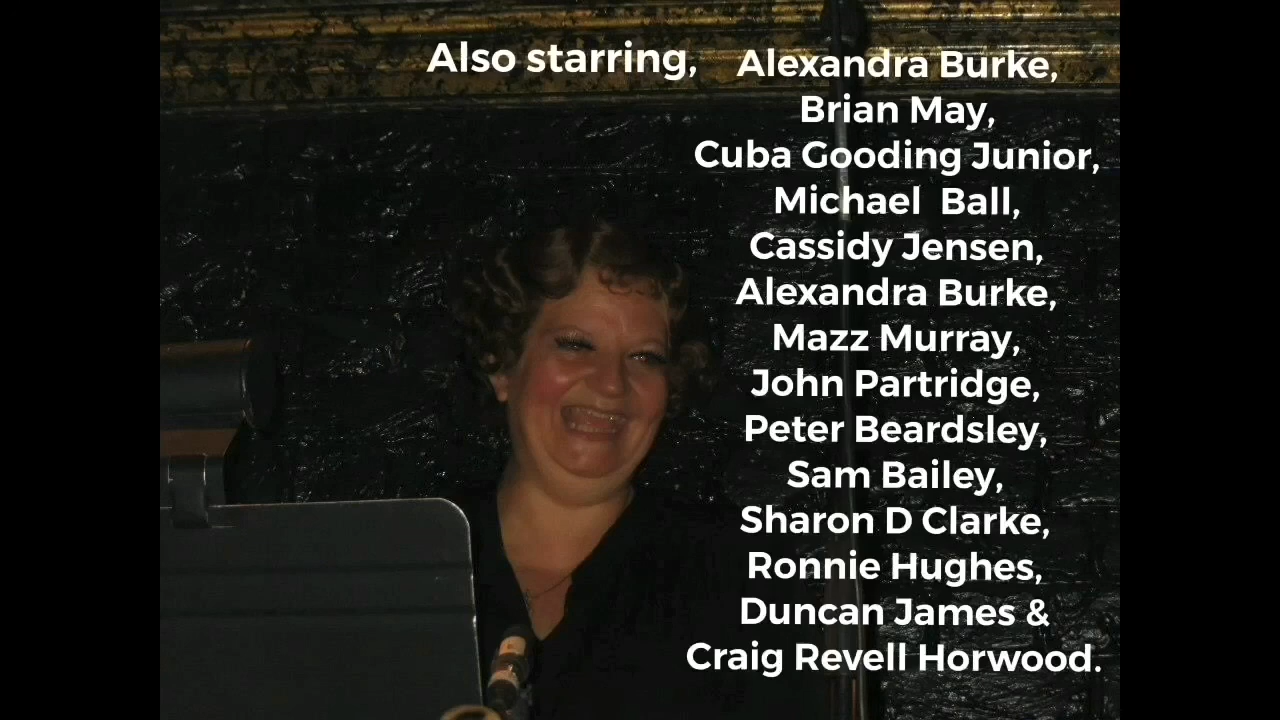 Also starring,
Alexandra Burke,
Brian May,
Cuba Gooding Junior,
Michael  Ball,
Cassidy Jensen,
Alexandra Burke,
Mazz Murray,
John Partridge,
Peter Beardsley,
Sam Bailey,
Sharon D Clarke,
Ronnie Hughes,
Duncan James &
Craig Revell Horwood.